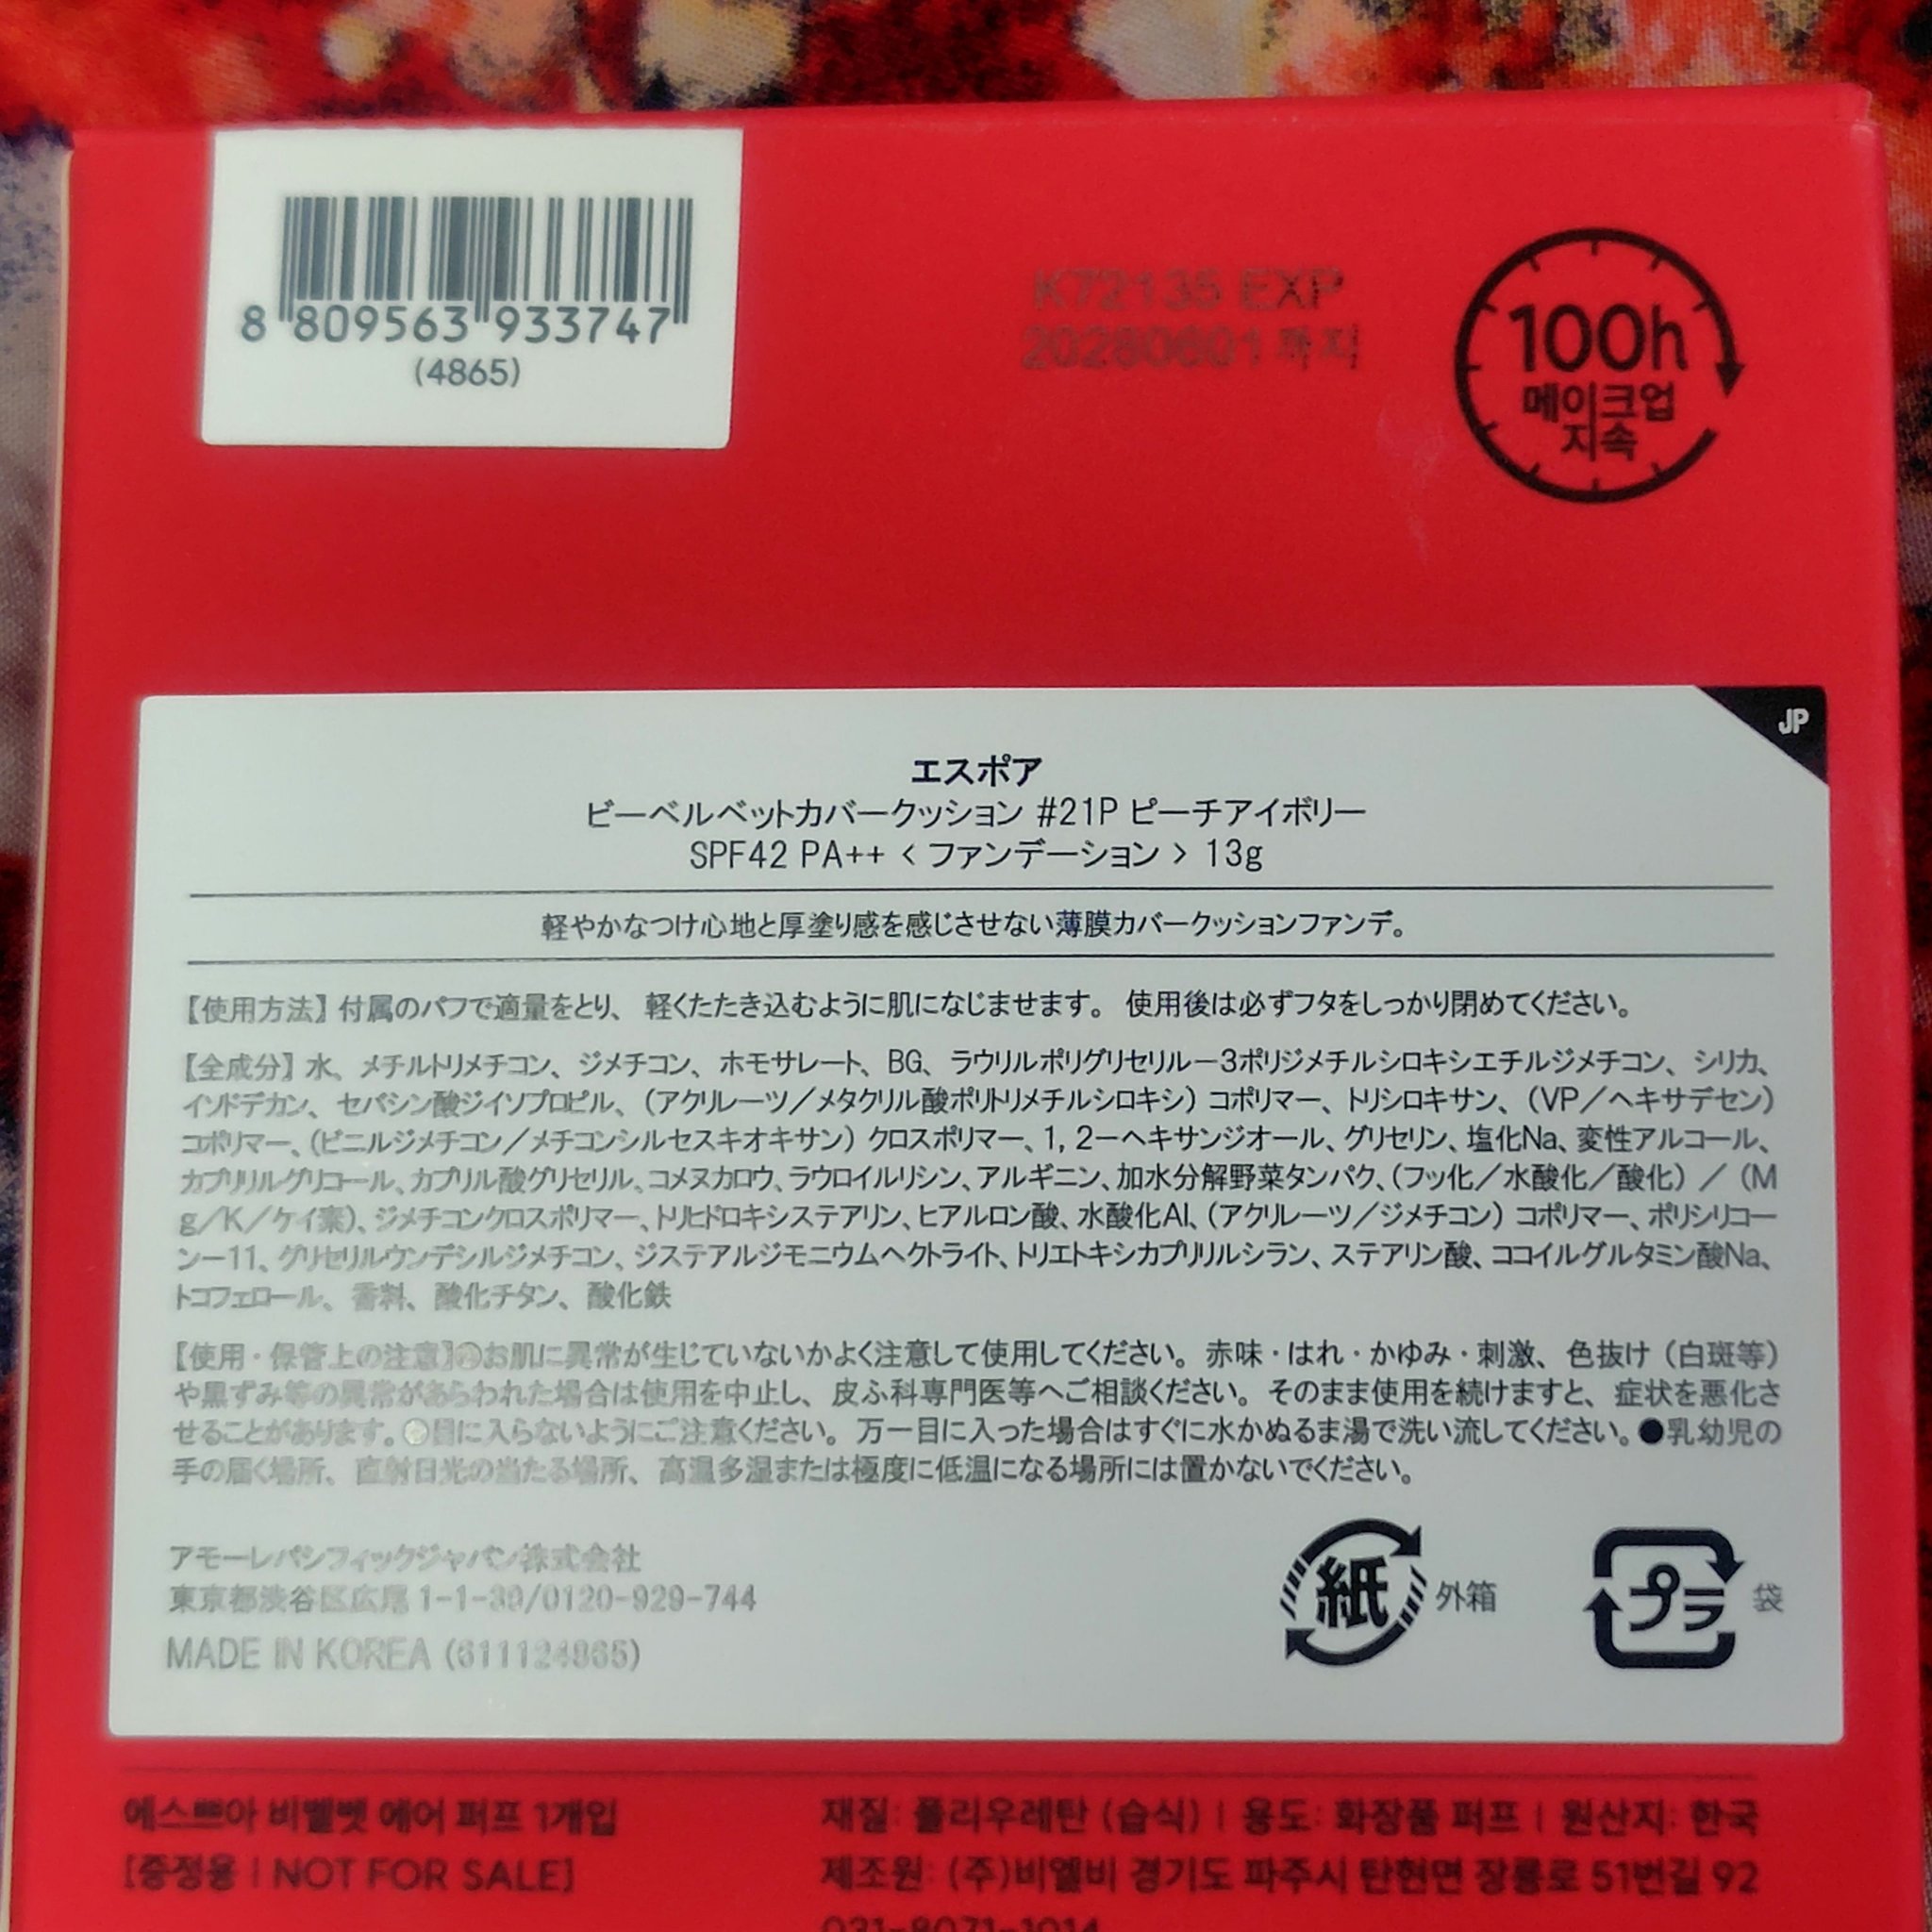 8 809563 933747
(4865)
K72135 EXP
20280601까지
100h
메이크업
지속
JP
エスポア
ビーベルベットカバークッション #21P ピーチアイボリー
SPF42 PA++ < ファンデーション > 13g
軽やかなつけ心地と厚塗り感を感じさせない薄膜カバークッションファンデ。
【使用方法】付属のパフで適量をとり、 軽くたたき込むように肌になじませます。 使用後は必ずフタをしっかり閉めてください。
【全成分】水、メチルトリメチコン、ジメチコン、ホモサレート、BG、ラウリルポリグリセリルー3ポリジメチルシロキシエチルジメチコン、シリカ、
イソドデカン、セバシン酸ジイソプロピル、(アクリレーツ／メタクリル酸ポリトリメチルシロキシ) コポリマー、トリシロキサン、(VP／ヘキサデセン)
コポリマー、(ビニルジメチコン／メチコンシルセスキオキサン) クロスポリマー、1, 2ーヘキサンジオール、グリセリン、塩化Na、変性アルコール、
カプリリルグリコール、カプリル酸グリセリル、コメヌカロウ、ラウロイルリシン、アルギニン、加水分解野菜タンパク、(フッ化／水酸化／酸化) ／ (M
g／K／ケイ素)、ジメチコンクロスポリマー、トリヒドロキシステアリン、ヒアルロン酸、水酸化Al、(アクリレーツ／ジメチコン) コポリマー、ポリシリコー
ンー11、グリセリルウンデシルジメチコン、ジステアルジモニウムヘクトライト、トリエトキシカプリリルシラン、ステアリン酸、ココイルグルタミン酸Na、
トコフェロール、香料、酸化チタン、酸化鉄
【使用・保管上の注意】●お肌に異常が生じていないかよく注意して使用してください。赤味・はれ・かゆみ・刺激、色抜け (白斑等)
や黒ずみ等の異常があらわれた場合は使用を中止し、皮ふ科専門医等へご相談ください。そのまま使用を続けますと、症状を悪化さ
せることがあります。●目に入らないようにご注意ください。万一目に入った場合はすぐに水かぬるま湯で洗い流してください。●乳幼児の
手の届く場所、直射日光の当たる場所、高温多湿または極度に低温になる場所には置かないでください。
アモーレパシフィックジャパン株式会社
東京都渋谷区広尾 1-1-39/0120-929-744
MADE IN KOREA (611124865)
紙 外箱
プラ 袋
에스쁘아 비벨벳 에어 퍼프 1개입
[증정용 | NOT FOR SALE]
재질: 폴리우레탄 (습식) | 용도: 화장품 퍼프 | 원산지: 한국
제조원: (주)비엘비 경기도 파주시 탄현면 장릉로 51번길 92
031-8071-1014